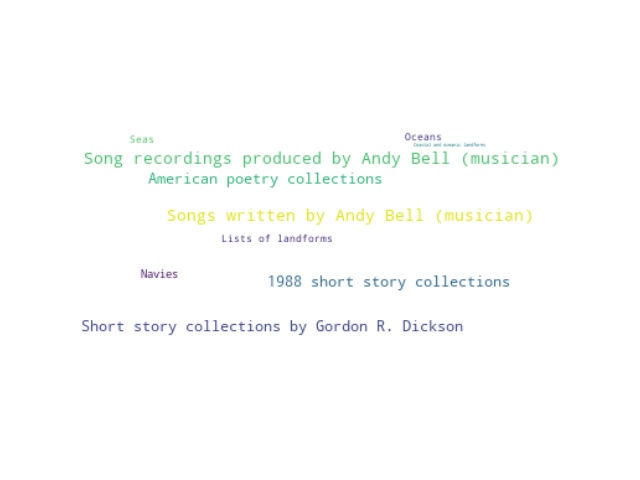 Seas
Oceans
Coastal and oceanic landforms
Song recordings produced by Andy Bell (musician)
American poetry collections
Songs written by Andy Bell (musician)
Lists of landforms
Navies
1988 short story collections
Short story collections by Gordon R. Dickson